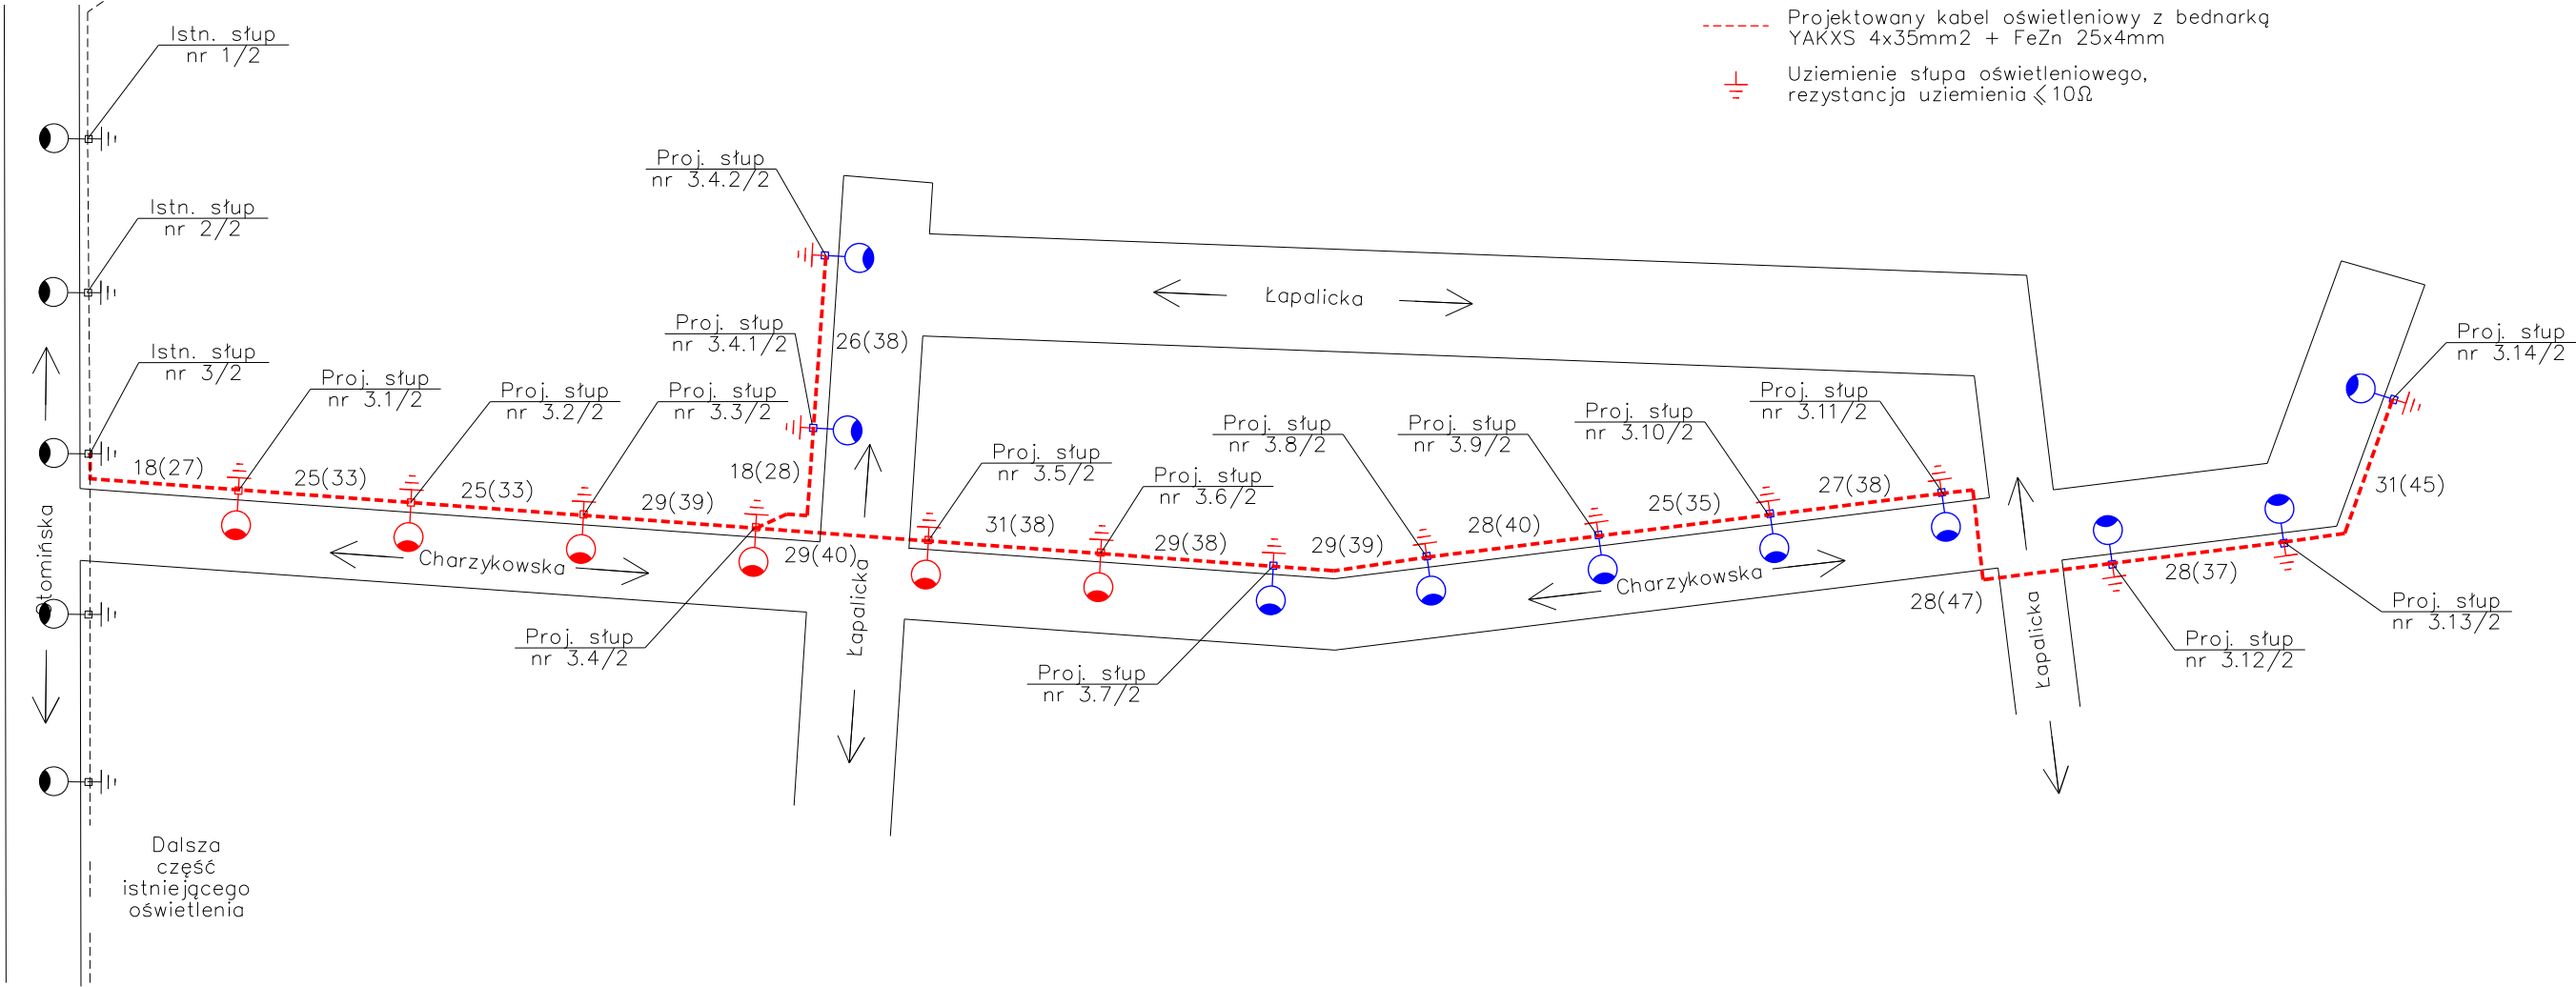 Projektowany kabel oświetleniowy z bednarką
YAKXS 4x35mm2 + FeZn 25x4mm
Uziemienie słupa oświetleniowego,
rezystancja uziemienia ⩽10Ω
Istn. słup
nr 1/2
Istn. słup
nr 2/2
Istn. słup
nr 3/2
Proj. słup
nr 3.4.2/2
Proj. słup
nr 3.4.1/2
26(38)
Łapalicka
Proj. słup
nr 3.14/2
Proj. słup
nr 3.1/2
Proj. słup
nr 3.2/2
Proj. słup
nr 3.3/2
Proj. słup
nr 3.5/2
Proj. słup
nr 3.6/2
Proj. słup
nr 3.8/2
Proj. słup
nr 3.9/2
Proj. słup
nr 3.10/2
Proj. słup
nr 3.11/2
18(27)
25(33)
25(33)
29(39)
18(28)
29(40)
31(38)
29(38)
29(39)
28(40)
25(35)
27(38)
28(47)
28(37)
31(45)
Otomińska
Charzykowska
Łapalicka
Charzykowska
Łapalicka
Proj. słup
nr 3.4/2
Proj. słup
nr 3.7/2
Proj. słup
nr 3.12/2
Proj. słup
nr 3.13/2
Dalsza
część
istniejącego
oświetlenia